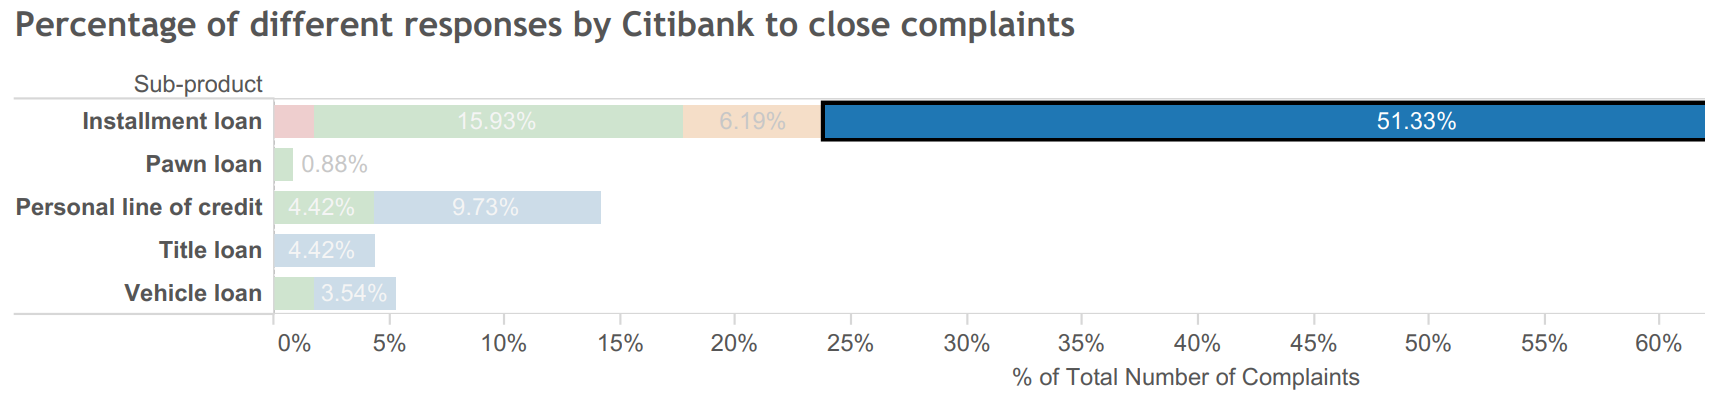 Percentage of different responses by Citibank to close complaints
Sub-product
Installment loan 15.93% 6.19% 51.33%
Pawn loan 0.88%
Personal line of credit 4.42% 9.73%
Title loan 4.42%
Vehicle loan 3.54%
0% 5% 10% 15% 20% 25% 30% 35% 40% 45% 50% 55% 60%
% of Total Number of Complaints